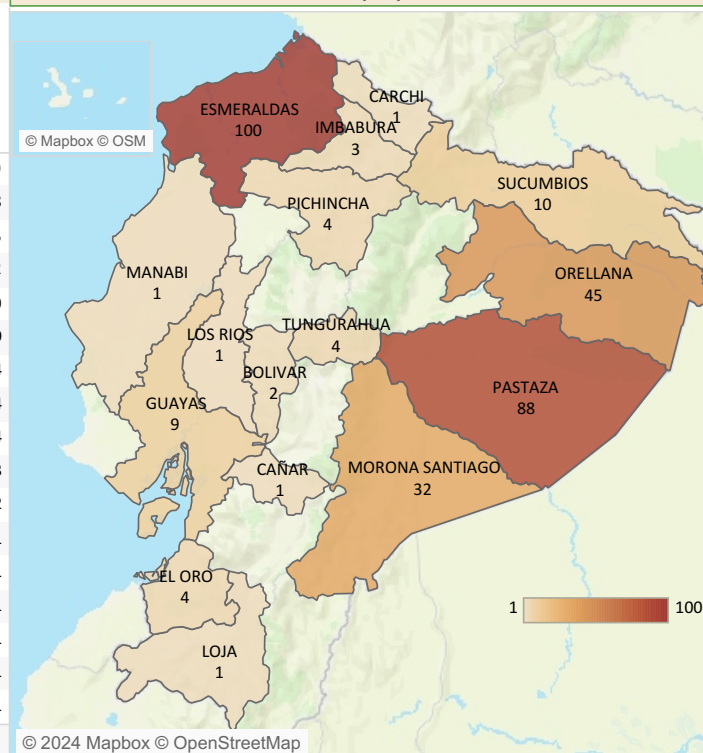 © Mapbox © OSM
ESMERALDAS
100
CARCHI
1
IMBABURA
3
PICHINCHA
4
SUCUMBIOS
10
ORELLANA
45
MANABI
1
LOS RIOS
1
TUNGURAHUA
4
BOLIVAR
2
GUAYAS
9
PASTAZA
88
CAÑAR
1
MORONA SANTIAGO
32
EL ORO
4
LOJA
1
1 100
© 2024 Mapbox © OpenStreetMap